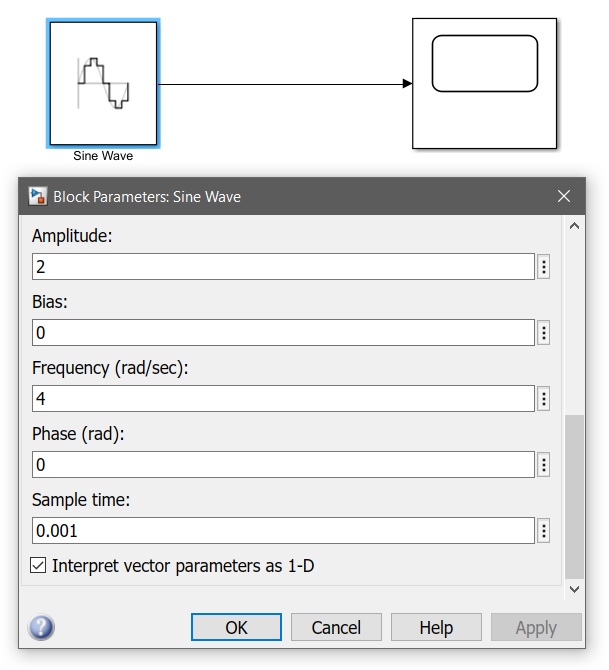 Sine Wave
Block Parameters: Sine Wave
Amplitude:
2
Bias:
0
Frequency (rad/sec):
4
Phase (rad):
0
Sample time:
0.001
Interpret vector parameters as 1-D
OK Cancel Help Apply